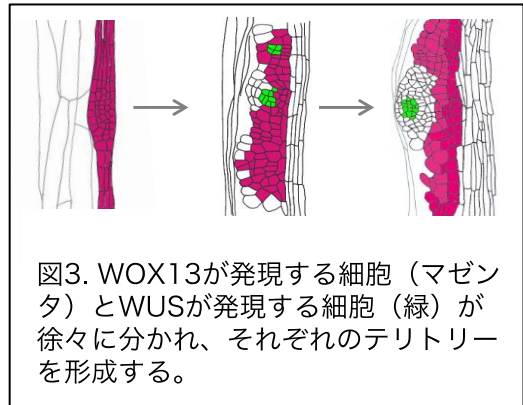 図3. WOX13が発現する細胞（マゼン
タ）とWUSが発現する細胞（緑）が
徐々に分かれ、それぞれのテリトリー
を形成する。